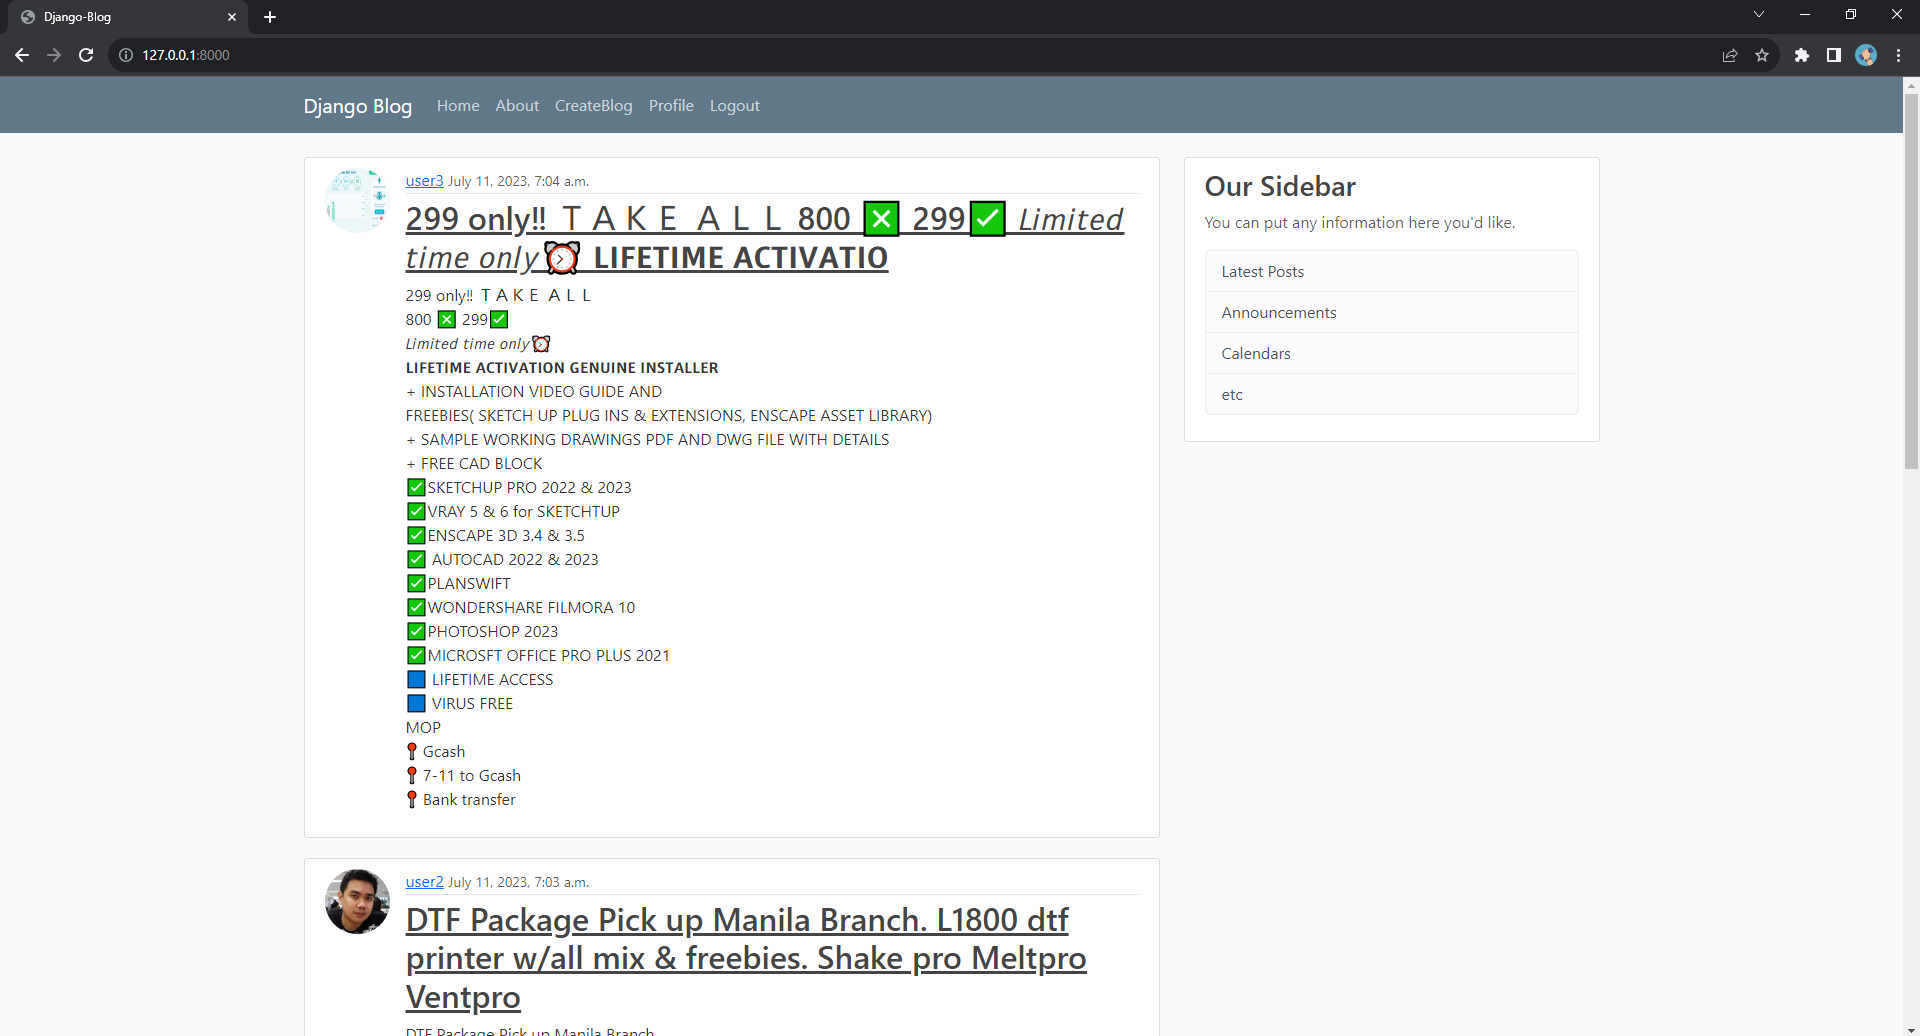 Django-Blog
127.0.0.1:8000
Django Blog Home About CreateBlog Profile Logout
user3 July 11, 2023, 7:04 a.m.
299 only!! T A K E A L L 800 ❎ 299✅ Limited
time only⏰ LIFETIME ACTIVATIO
299 only!! T A K E A L L
800 ❎ 299✅
Limited time only⏰
LIFETIME ACTIVATION GENUINE INSTALLER
+ INSTALLATION VIDEO GUIDE AND
FREEBIES( SKETCH UP PLUG INS & EXTENSIONS, ENSCAPE ASSET LIBRARY)
+ SAMPLE WORKING DRAWINGS PDF AND DWG FILE WITH DETAILS
+ FREE CAD BLOCK
✅SKETCHUP PRO 2022 & 2023
✅VRAY 5 & 6 for SKETCHTUP
✅ENSCAPE 3D 3.4 & 3.5
✅ AUTOCAD 2022 & 2023
✅PLANSWIFT
✅WONDERSHARE FILMORA 10
✅PHOTOSHOP 2023
✅MICROSFT OFFICE PRO PLUS 2021
🟦 LIFETIME ACCESS
🟦 VIRUS FREE
MOP
📍 Gcash
📍 7-11 to Gcash
📍 Bank transfer
user2 July 11, 2023, 7:03 a.m.
DTF Package Pick up Manila Branch. L1800 dtf
printer w/all mix & freebies. Shake pro Meltpro
Ventpro
DTF Package Pick up Manila Branch
Our Sidebar
You can put any information here you'd like.
Latest Posts
Announcements
Calendars
etc